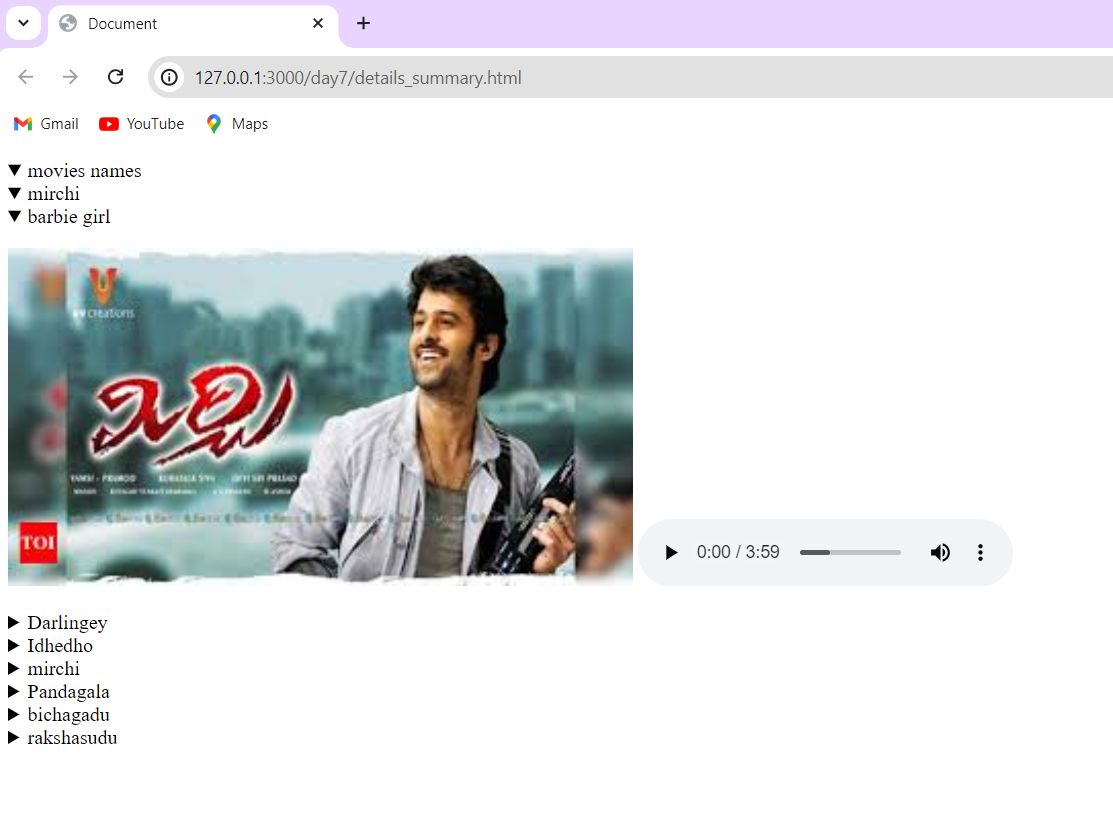 Document
127.0.0.1:3000/day7/details_summary.html
Gmail YouTube Maps
movies names
mirchi
barbie girl
creations
మిర్చి
TOI
0:00 / 3:59
Darlingey
Idhedho
mirchi
Pandagala
bichagadu
rakshasudu